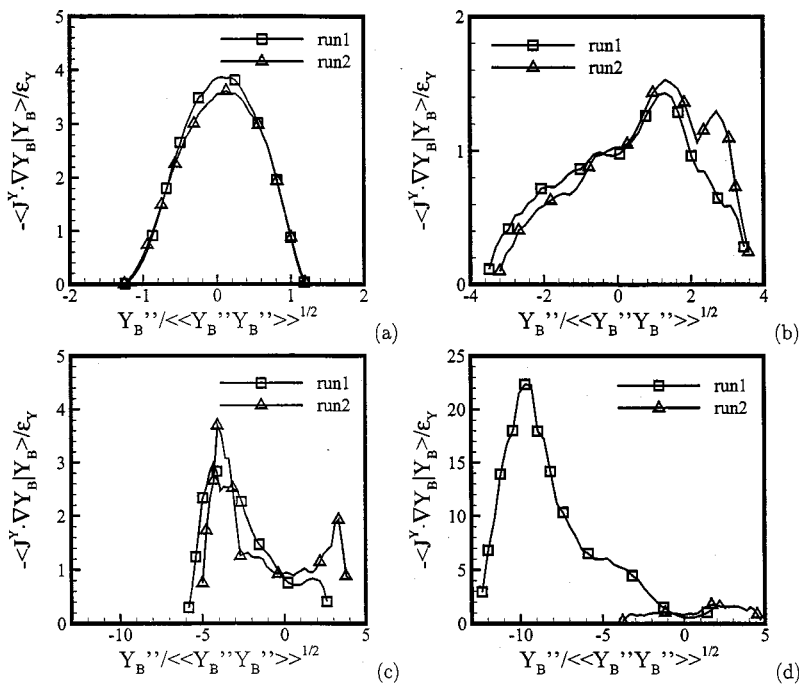 5
4
3
2
1
0
-2
-1
0
1
2
run1
run2
-<J^Y·∇Y_B|Y_B>/ε_Y
Y_B''/<<Y_B''Y_B''>>^1/2
(a)
2
1
0
-4
-2
0
2
4
run1
run2
-<J^Y·∇Y_B|Y_B>/ε_Y
Y_B''/<<Y_B''Y_B''>>^1/2
(b)
5
4
3
2
1
0
-10
-5
0
5
run1
run2
-<J^Y·∇Y_B|Y_B>/ε_Y
Y_B''/<<Y_B''Y_B''>>^1/2
(c)
25
20
15
10
5
0
-10
-5
0
5
run1
run2
-<J^Y·∇Y_B|Y_B>/ε_Y
Y_B''/<<Y_B''Y_B''>>^1/2
(d)